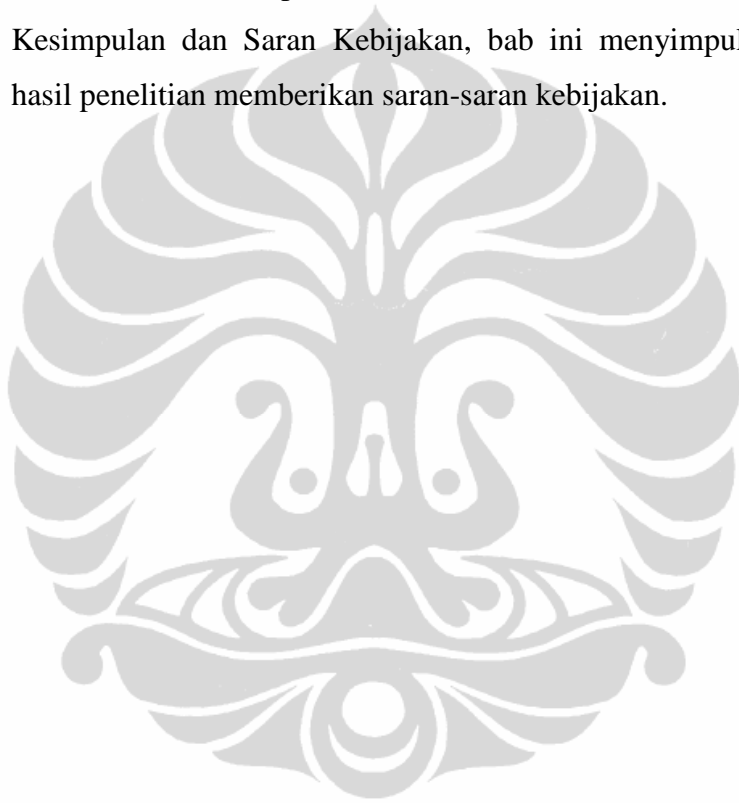 Kesimpulan dan Saran Kebijakan, bab ini menyimpul
hasil penelitian memberikan saran-saran kebijakan.